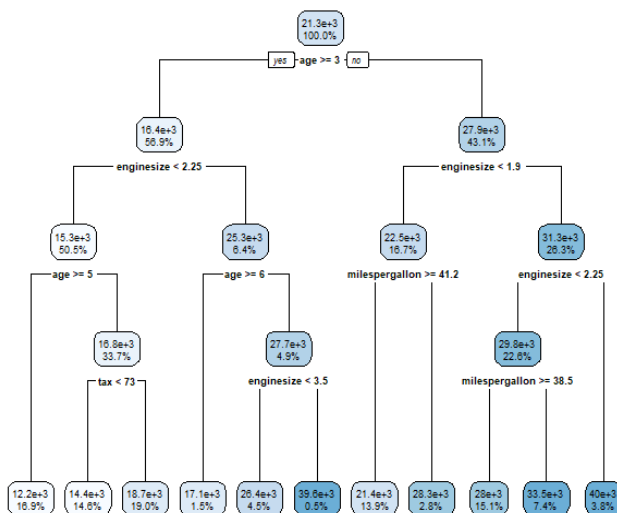 21.3e+3
100.0%
yes age >= 3 no
16.4e+3
56.9%
27.9e+3
43.1%
enginesize < 2.25
enginesize < 1.9
15.3e+3
50.5%
25.3e+3
6.4%
22.5e+3
16.7%
31.3e+3
26.3%
age >= 5
age >= 6
milespergallon >= 41.2
enginesize < 2.25
16.8e+3
33.7%
27.7e+3
4.9%
29.8e+3
22.6%
tax < 73
enginesize < 3.5
milespergallon >= 38.5
12.2e+3
16.9%
14.4e+3
14.6%
18.7e+3
19.0%
17.1e+3
1.5%
26.4e+3
4.5%
39.6e+3
0.5%
21.4e+3
13.9%
28.3e+3
2.8%
28e+3
15.1%
33.5e+3
7.4%
40e+3
3.8%